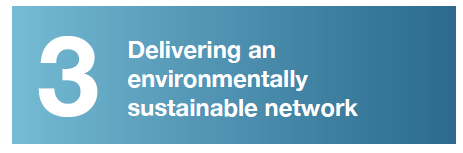 3
Delivering an
environmentally
sustainable network